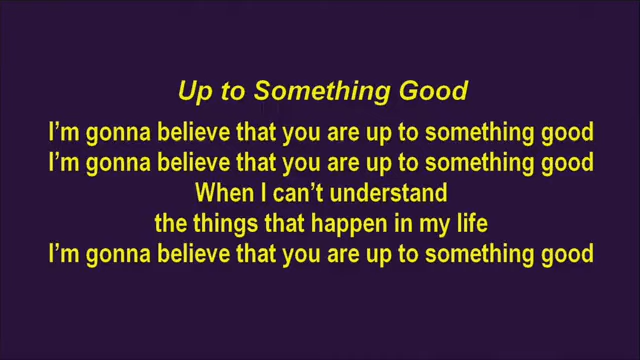 Up to Something Good
I'm gonna believe that you are up to something good
I'm gonna believe that you are up to something good
When I can't understand
the things that happen in my life
I'm gonna believe that you are up to something good